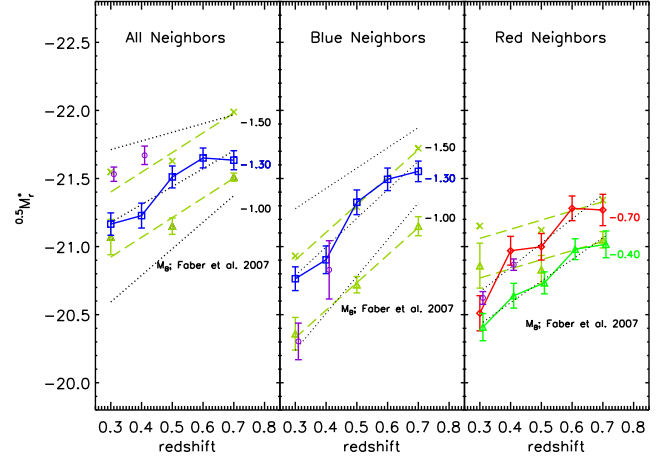 All Neighbors
Blue Neighbors
Red Neighbors
-22.5
-22.0
-21.5
-21.0
-20.5
-20.0
0.5Mr*
-1.50
-1.30
-1.00
MB; Faber et al. 2007
-1.50
-1.30
-1.00
MB; Faber et al. 2007
-0.70
-0.40
MB; Faber et al. 2007
0.3 0.4 0.5 0.6 0.7 0.8
0.3 0.4 0.5 0.6 0.7 0.8
0.3 0.4 0.5 0.6 0.7 0.8
redshift
redshift
redshift